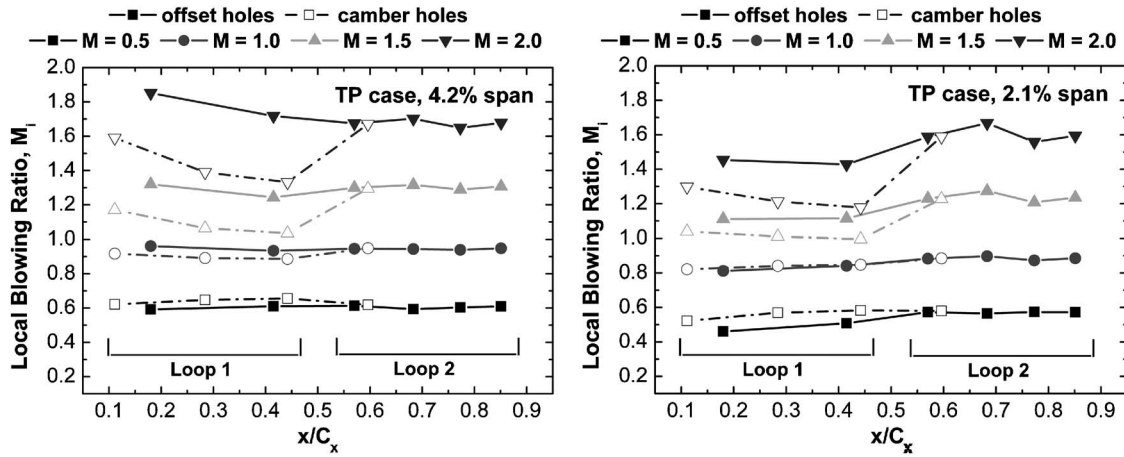 offset holes camber holes
M = 0.5 M = 1.0 M = 1.5 M = 2.0
2.0
1.8
1.6
1.4
1.2
1.0
0.8
0.6
0.4
0.2
Local Blowing Ratio, M_i
TP case, 4.2% span
Loop 1 Loop 2
0.1 0.2 0.3 0.4 0.5 0.6 0.7 0.8 0.9
x/C_x
offset holes camber holes
M = 0.5 M = 1.0 M = 1.5 M = 2.0
2.0
1.8
1.6
1.4
1.2
1.0
0.8
0.6
0.4
0.2
Local Blowing Ratio, M_i
TP case, 2.1% span
Loop 1 Loop 2
0.1 0.2 0.3 0.4 0.5 0.6 0.7 0.8 0.9
x/C_x